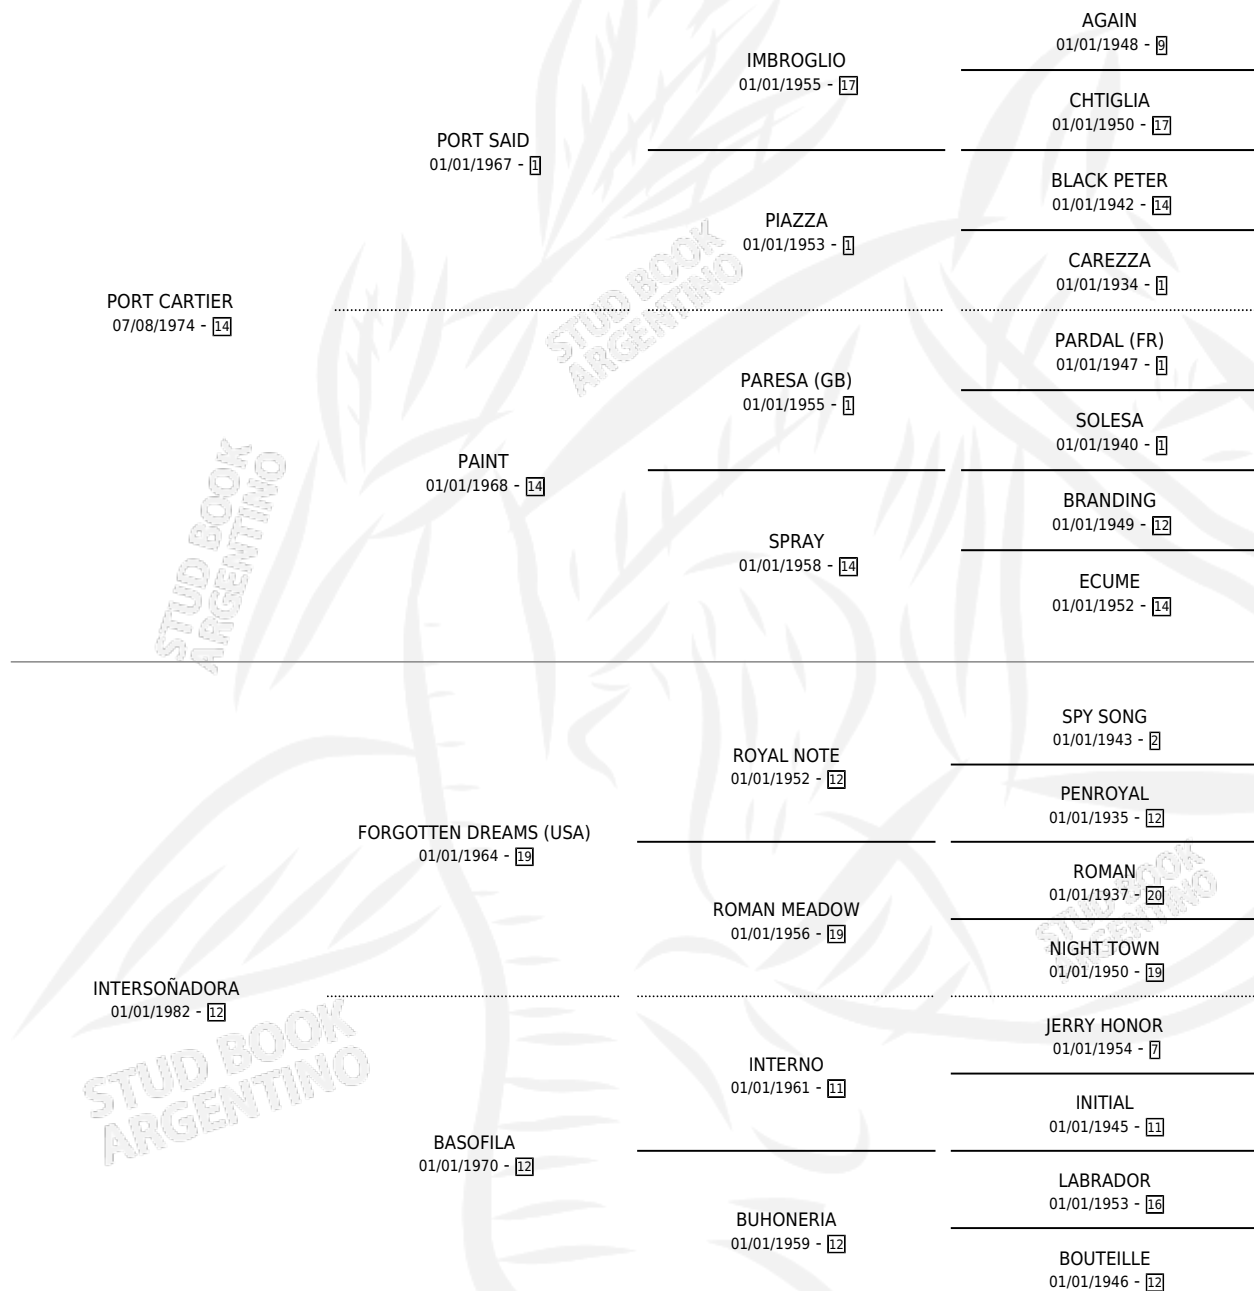 AGAIN
01/01/1948 - 9
IMBROGLIO
01/01/1955 - 17
CHTIGLIA
01/01/1950 - 17
PORT SAID
01/01/1967 - 1
BLACK PETER
01/01/1942 - 14
PIAZZA
01/01/1953 - 1
CAREZZA
01/01/1934 - 1
PORT CARTIER
07/08/1974 - 14
STUD BOOK
ARGENTINO
PARDAL (FR)
01/01/1947 - 1
PARESA (GB)
01/01/1955 - 1
SOLESA
01/01/1940 - 1
PAINT
01/01/1968 - 14
BRANDING
01/01/1949 - 12
SPRAY
01/01/1958 - 14
ECUME
01/01/1952 - 14
STUD BOOK
ARGENTINO
SPY SONG
01/01/1943 - 2
ROYAL NOTE
01/01/1952 - 12
PENROYAL
01/01/1935 - 12
FORGOTTEN DREAMS (USA)
01/01/1964 - 19
ROMAN
01/01/1937 - 20
ROMAN MEADOW
01/01/1956 - 19
NIGHT TOWN
01/01/1950 - 19
STUD BOOK
ARGENTINO
INTERSOÑADORA
01/01/1982 - 12
JERRY HONOR
01/01/1954 - 7
INTERNO
01/01/1961 - 11
INITIAL
01/01/1945 - 11
STUD BOOK
ARGENTINO
BASOFILA
01/01/1970 - 12
LABRADOR
01/01/1953 - 16
BUHONERIA
01/01/1959 - 12
BOUTEILLE
01/01/1946 - 12